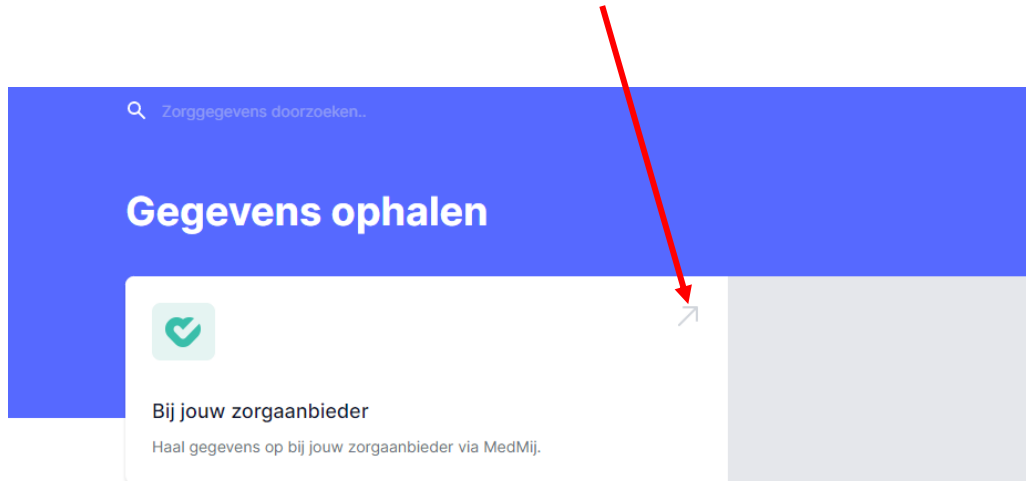 Zorggegevens doorzoeken..
Gegevens ophalen
Bij jouw zorgaanbieder
Haal gegevens op bij jouw zorgaanbieder via MedMij.